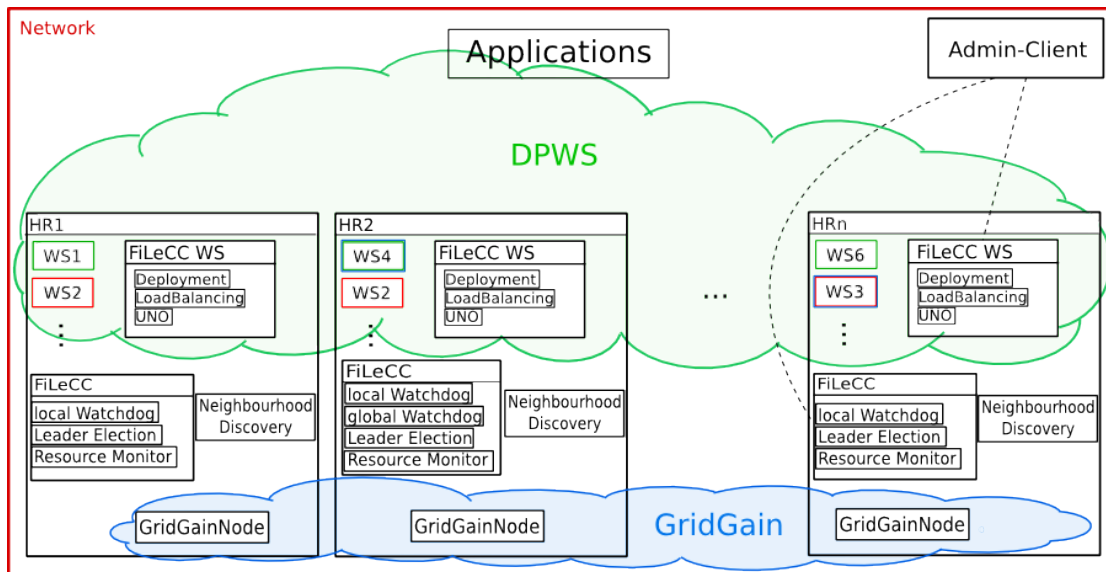 Network
Applications
Admin-Client
DPWS
HR1
WS1
WS2
⋮
FiLeCC WS
Deployment
LoadBalancing
UNO
FiLeCC
local Watchdog
Leader Election
Resource Monitor
Neighbourhood
Discovery
GridGainNode
HR2
WS4
WS2
⋮
FiLeCC WS
Deployment
LoadBalancing
UNO
FiLeCC
local Watchdog
global Watchdog
Leader Election
Resource Monitor
Neighbourhood
Discovery
GridGainNode
...
GridGain
HRn
WS6
WS3
⋮
FiLeCC WS
Deployment
LoadBalancing
UNO
FiLeCC
local Watchdog
Leader Election
Resource Monitor
Neighbourhood
Discovery
GridGainNode